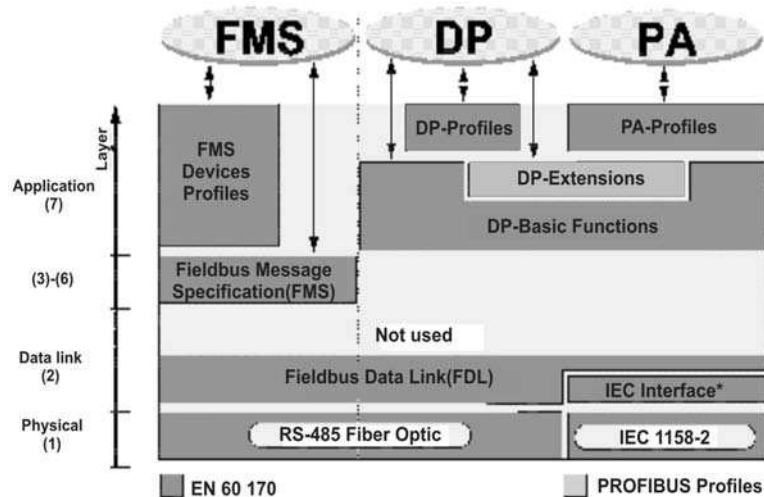 FMS
DP
PA
Layer
FMS
Devices
Profiles
DP-Profiles
PA-Profiles
Application
(7)
DP-Extensions
DP-Basic Functions
(3)-(6)
Fieldbus Message
Specification(FMS)
Not used
Data link
(2)
Fieldbus Data Link(FDL)
IEC Interface*
Physical
(1)
RS-485 Fiber Optic
IEC 1158-2
EN 60 170
PROFIBUS Profiles